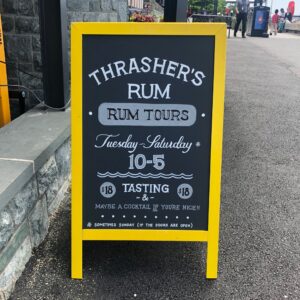 THRASHER'S
RUM
RUM TOURS
Tuesday-Saturday *
10-5
$18 TASTING $18
-&-
MAYBE A COCKTAIL IF YOU'RE NICE!!
* SOMETIMES SUNDAY (IF THE DOORS ARE OPEN)